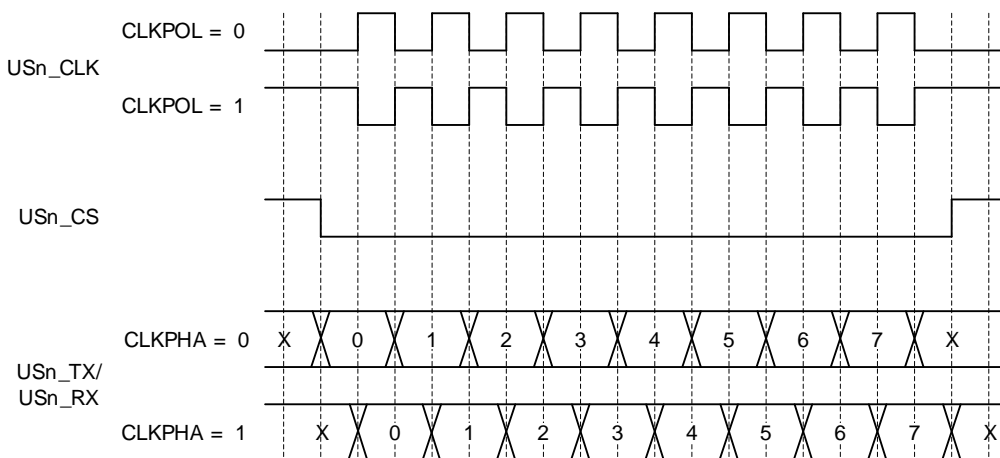 CLKPOL = 0
USn_CLK
CLKPOL = 1
USn_CS
CLKPHA = 0 X 0 1 2 3 4 5 6 7 X
USn_TX/
USn_RX
CLKPHA = 1 X 0 1 2 3 4 5 6 7 X